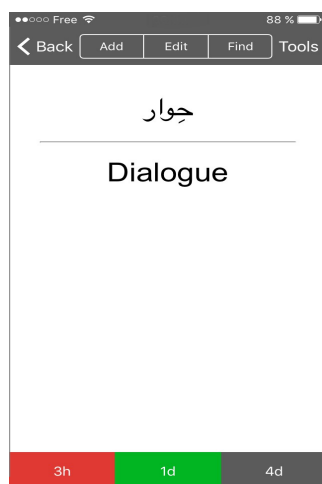 ●●○○○ Free 88 %
Back Add Edit Find Tools
حِوار
Dialogue
3h 1d 4d